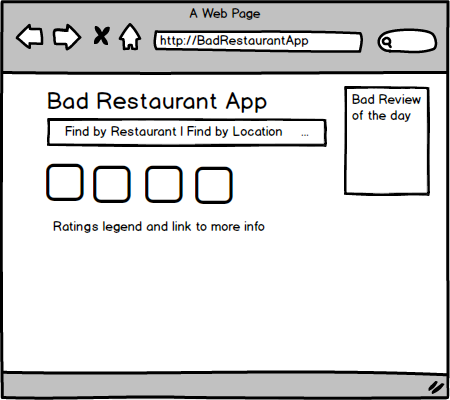 A Web Page
http://BadRestaurantApp
Bad Restaurant App
Find by Restaurant | Find by Location ...
Bad Review
of the day
Ratings legend and link to more info